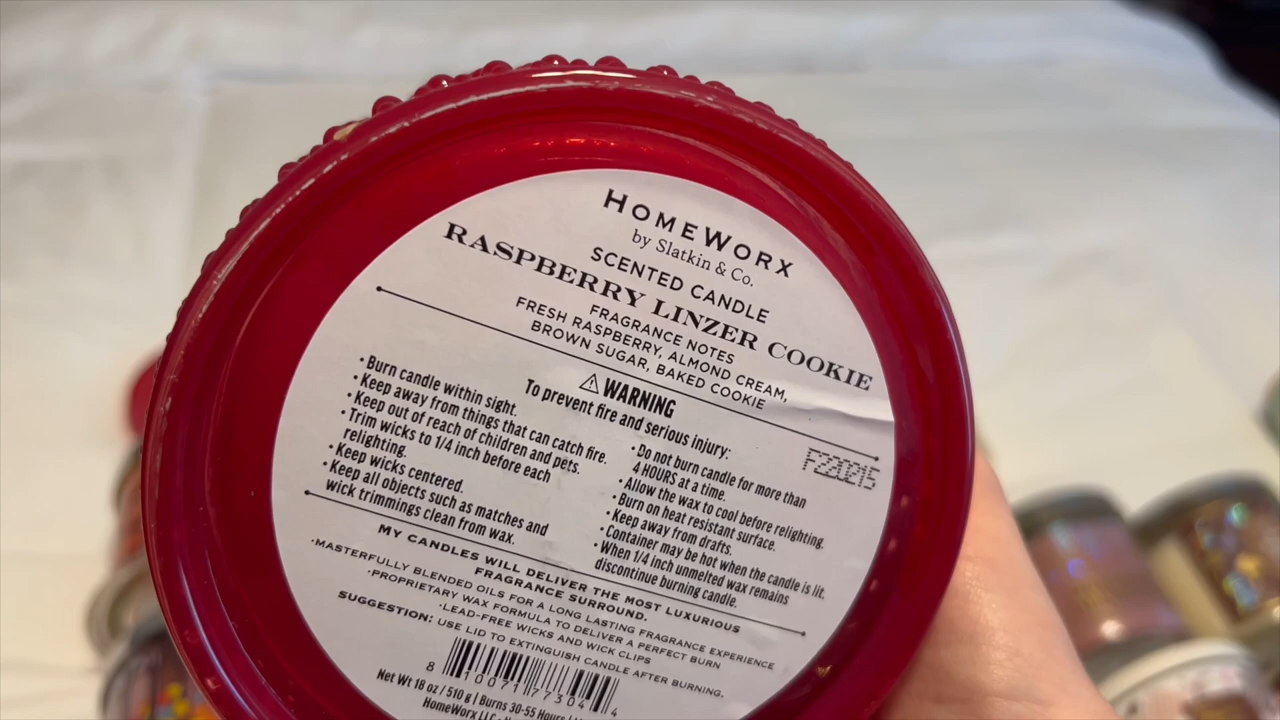 HOMEWORX
by Slatkin & Co.
SCENTED CANDLE
RASPBERRY LINZER COOKIE
FRAGRANCE NOTES
FRESH RASPBERRY, ALMOND CREAM,
BROWN SUGAR, BAKED COOKIE
⚠ WARNING
To prevent fire and serious injury:
• Burn candle within sight.
• Keep away from things that can catch fire.
• Keep out of reach of children and pets.
• Trim wicks to 1/4 inch before each
relighting.
• Keep wicks centered.
• Keep all objects such as matches and
wick trimmings clean from wax.
• Do not burn candle for more than
4 HOURS at a time.
• Allow the wax to cool before relighting.
• Burn on heat resistant surface.
• Keep away from drafts.
• Container may be hot when the candle is lit.
• When 1/4 inch unmelted wax remains
discontinue burning candle.
F220215
MY CANDLES WILL DELIVER THE MOST LUXURIOUS
FRAGRANCE SURROUND.
•MASTERFULLY BLENDED OILS FOR A LONG LASTING FRAGRANCE EXPERIENCE
•PROPRIETARY WAX FORMULA TO DELIVER A PERFECT BURN
•LEAD-FREE WICKS AND WICK CLIPS
SUGGESTION: USE LID TO EXTINGUISH CANDLE AFTER BURNING.
8 10071 77304 4
Net Wt 18 oz / 510 g | Burns 30-55 Hours |
HomeWorx LLC •